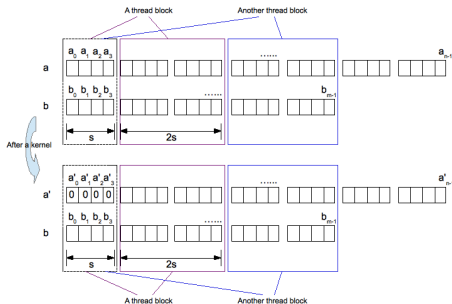 A thread block Another thread block
a0 a1 a2 a3 ...... an-1
a
b0 b1 b2 b3 ...... bm-1
b
s 2s
After a kernel
a'0 a'1 a'2 a'3 ...... a'n-
a' 0 0 0 0
b0 b1 b2 b3 ...... bm-1
b
s 2s
A thread block Another thread block